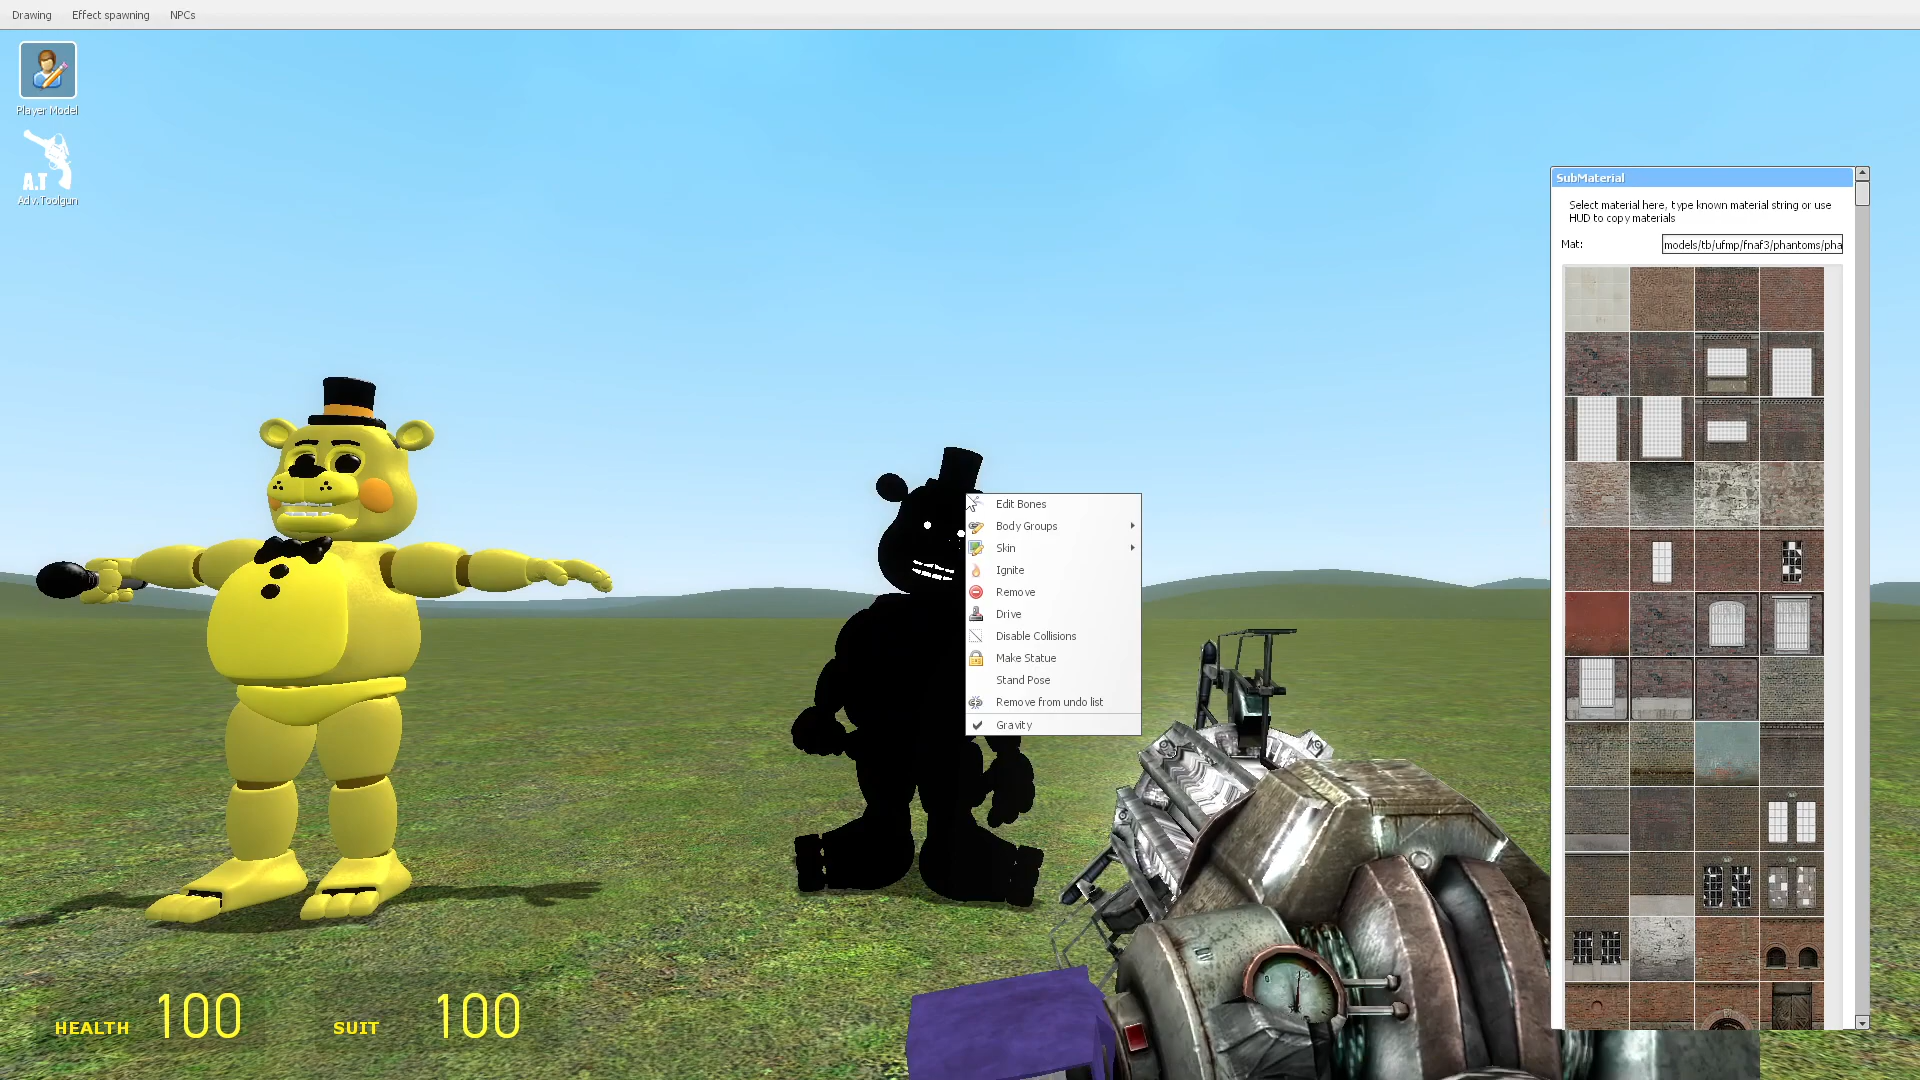 Drawing Effect spawning NPCs
Player Model
A.T
Adv.Toolgun
SubMaterial
Select material here, type known material string or use
HUD to copy materials
Mat: models/tb/ufmp/fnaf3/phantoms/pha
Edit Bones
Body Groups
Skin
Ignite
Remove
Drive
Disable Collisions
Make Statue
Stand Pose
Remove from undo list
Gravity
HEALTH 100 SUIT 100